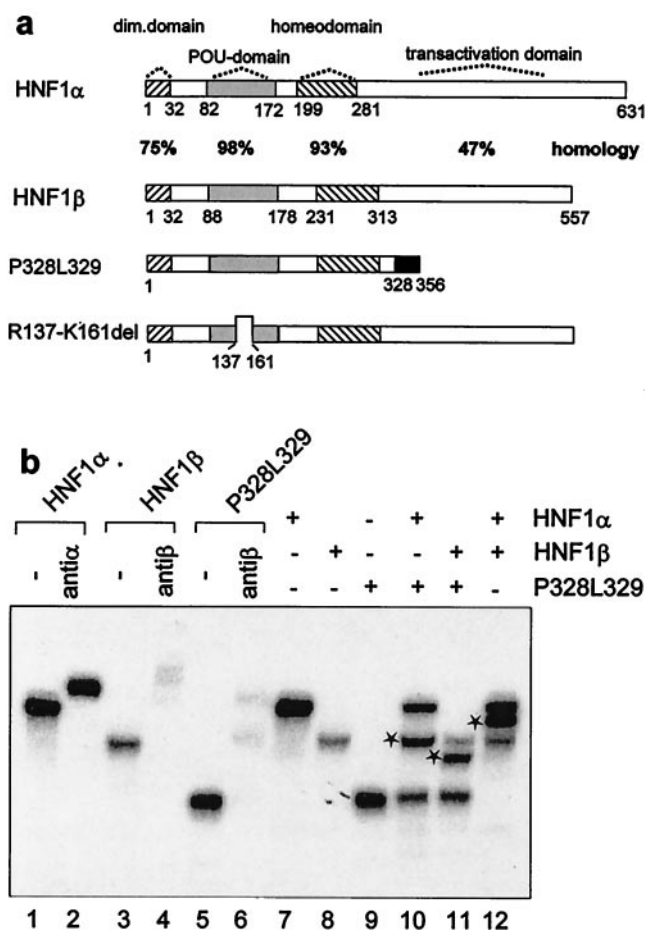 a
dim.domain homeodomain
POU-domain transactivation domain
HNF1α
1 32 82 172 199 281 631
75% 98% 93% 47% homology
HNF1β
1 32 88 178 231 313 557
P328L329
1 328 356
R137-K161del
1 137 161
b
HNF1α HNF1β P328L329
+ - + + HNF1α
- + - - + + HNF1β
- antiα - antiβ - antiβ
- - + + + - P328L329
1 2 3 4 5 6 7 8 9 10 11 12